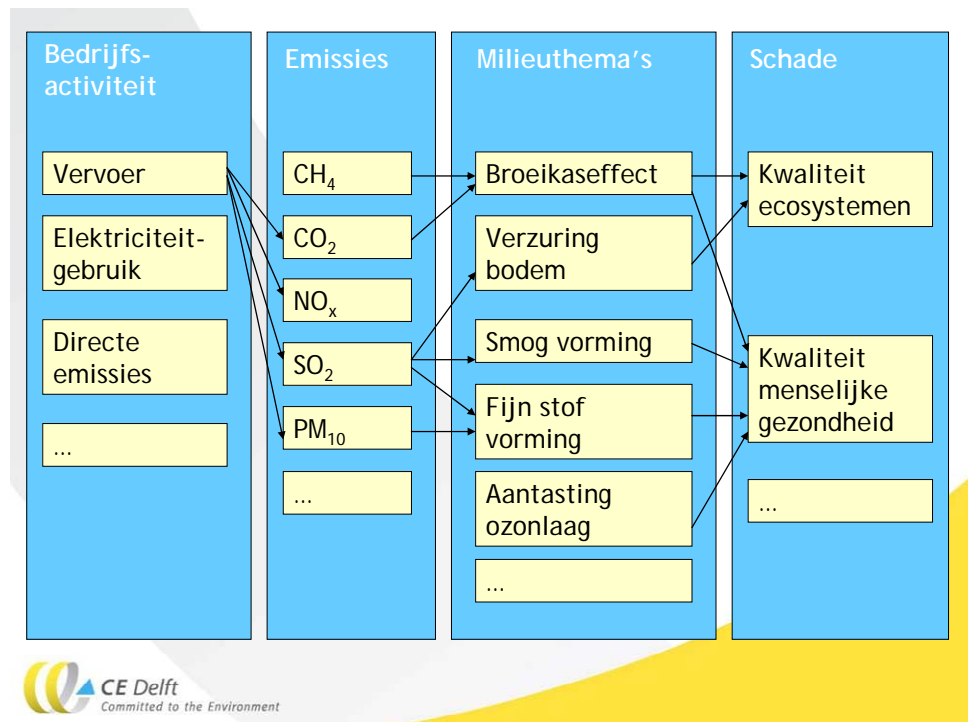 Bedrijfs-
activiteit
Vervoer
Elektriciteit-
gebruik
Directe
emissies
...
Emissies
CH₄
CO₂
NOₓ
SO₂
PM₁₀
...
Milieuthema's
Broeikaseffect
Verzuring
bodem
Smog vorming
Fijn stof
vorming
Aantasting
ozonlaag
...
Schade
Kwaliteit
ecosystemen
Kwaliteit
menselijke
gezondheid
...
CE Delft
Committed to the Environment